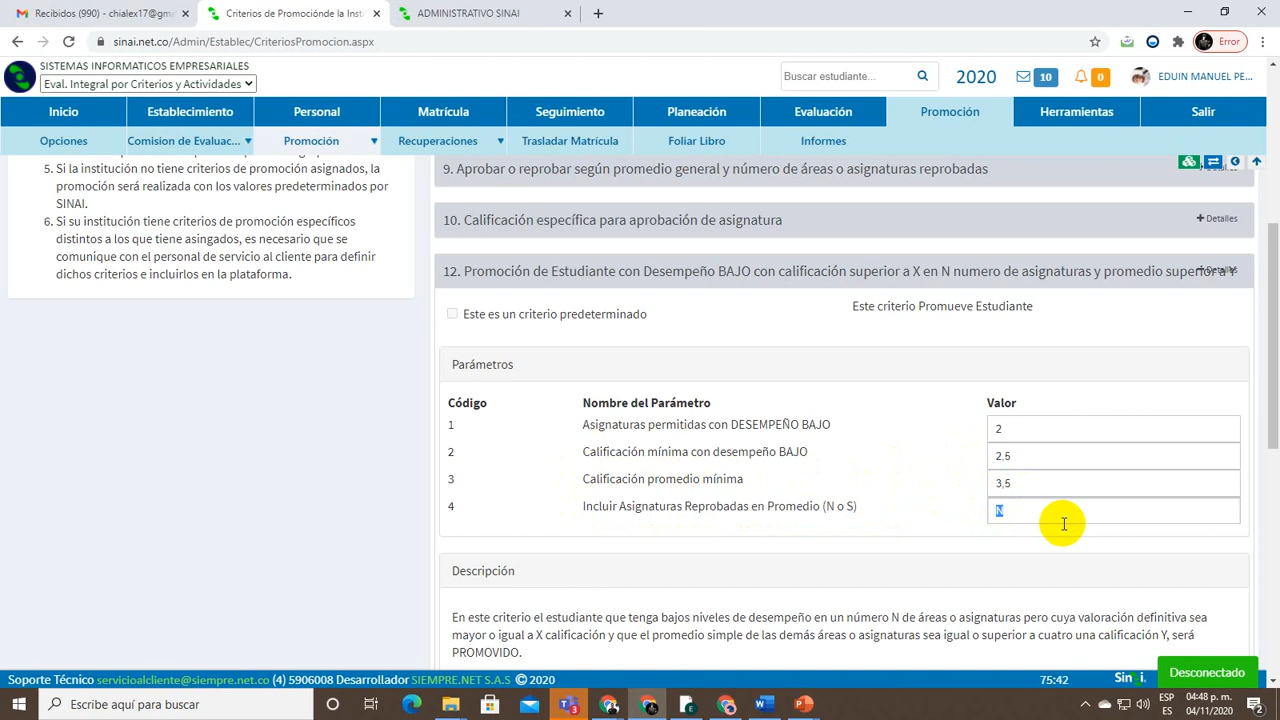 Recibidos (990) - chialex17@gma
Criterios de Promociónde la Inst
ADMINISTRATIVO SINAI
sinai.net.co/Admin/Establec/CriteriosPromocion.aspx
Error
SISTEMAS INFORMATICOS EMPRESARIALES
Eval. Integral por Criterios y Actividades
Buscar estudiante...
2020
10
0
EDUIN MANUEL PE...
Inicio
Establecimiento
Personal
Matrícula
Seguimiento
Planeación
Evaluación
Promoción
Herramientas
Salir
Opciones
Comision de Evaluac...
Promoción
Recuperaciones
Trasladar Matrícula
Foliar Libro
Informes
5. Si la institución no tiene criterios de promoción asignados, la
promoción será realizada con los valores predeterminados por
SINAI.
6. Si su institución tiene criterios de promoción específicos
distintos a los que tiene asingados, es necesario que se
comunique con el personal de servicio al cliente para definir
dichos criterios e incluirlos en la plataforma.
9. Aprobar o reprobar según promedio general y número de áreas o asignaturas reprobadas
10. Calificación específica para aprobación de asignatura
Detalles
12. Promoción de Estudiante con Desempeño BAJO con calificación superior a X en N numero de asignaturas y promedio superior a Y
Este es un criterio predeterminado
Este criterio Promueve Estudiante
Parámetros
Código Nombre del Parámetro Valor
1 Asignaturas permitidas con DESEMPEÑO BAJO 2
2 Calificación mínima con desempeño BAJO 2,5
3 Calificación promedio mínima 3,5
4 Incluir Asignaturas Reprobadas en Promedio (N o S) N
Descripción
En este criterio el estudiante que tenga bajos niveles de desempeño en un número N de áreas o asignaturas pero cuya valoración definitiva sea
mayor o igual a X calificación y que el promedio simple de las demás áreas o asignaturas sea igual o superior a cuatro una calificación Y, será
PROMOVIDO.
Soporte Técnico servicioalcliente@siempre.net.co (4) 5906008 Desarrollado SIEMPRE.NET S.A.S © 2020
75:42
Sinai.
Desconectado
Escribe aquí para buscar
ESP
ES
04:48 p. m.
04/11/2020
2